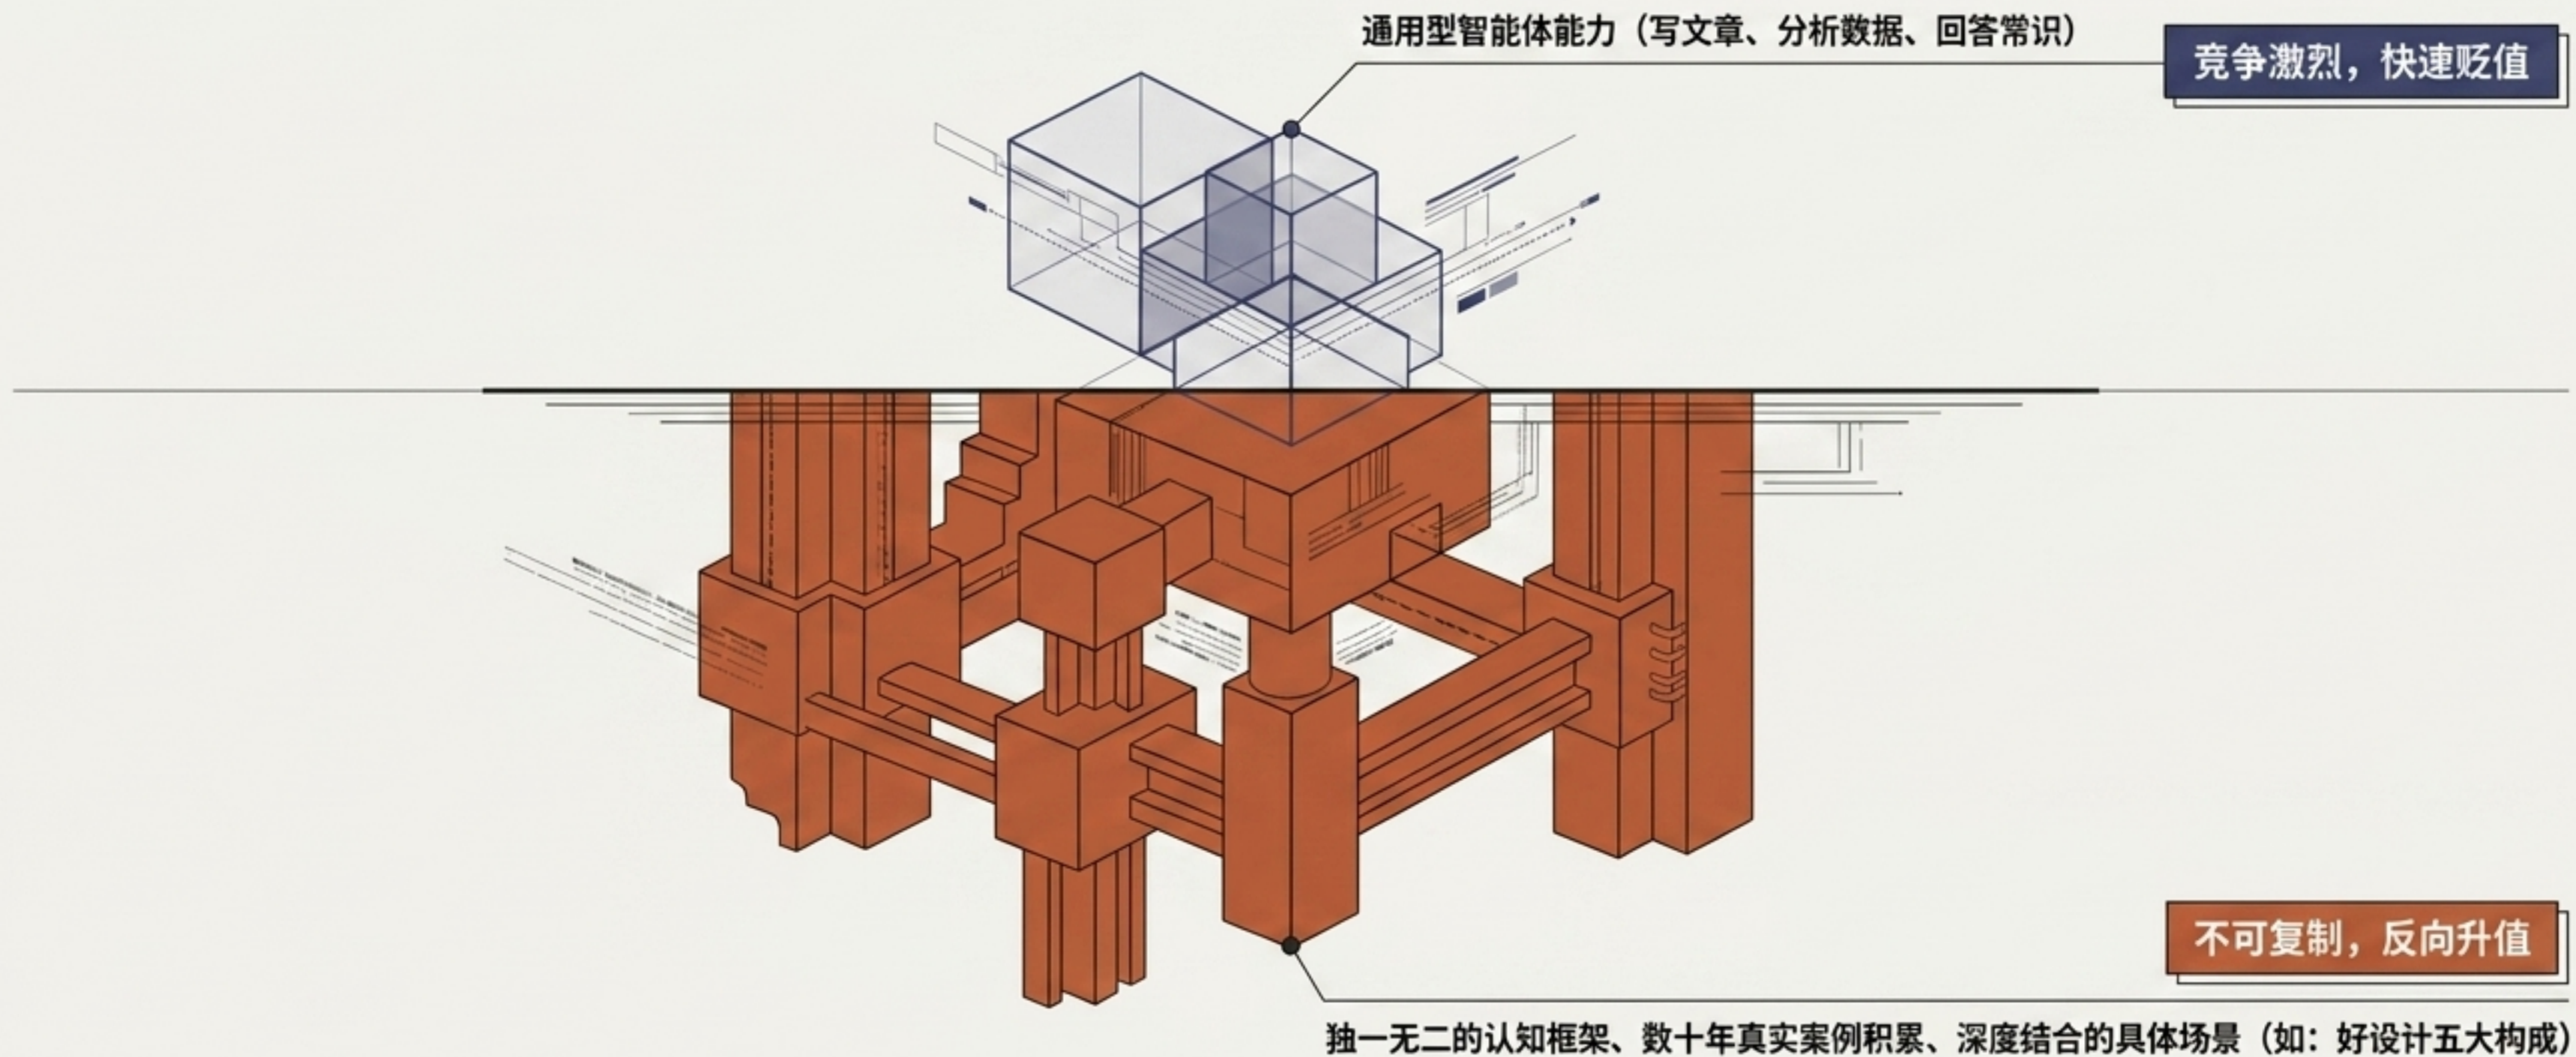 通用型智能体能力（写文章、分析数据、回答常识）
竞争激烈，快速贬值
不可复制，反向升值
独一无二的认知框架、数十年真实案例积累、深度结合的具体场景（如：好设计五大构成）